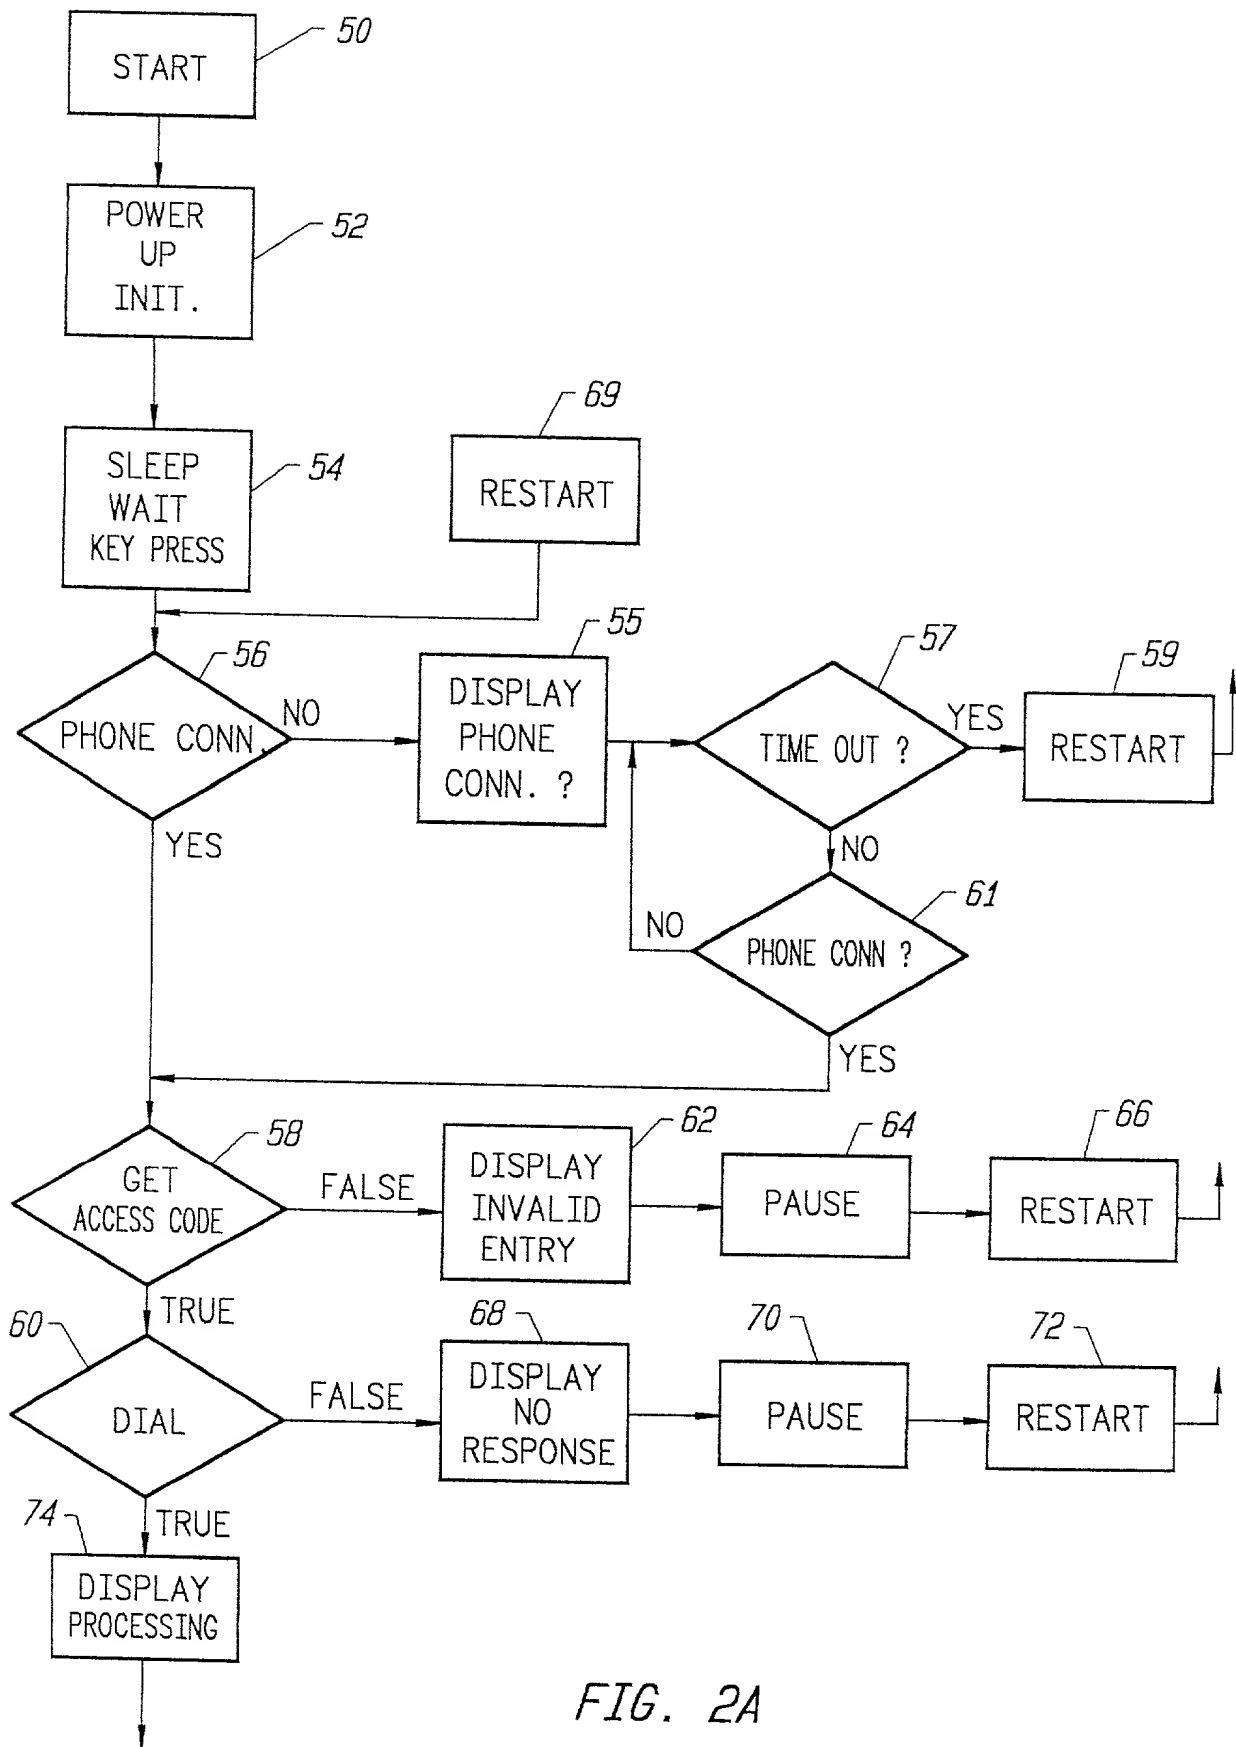 50
START
POWER
UP
INIT.
52
SLEEP
WAIT
KEY PRESS
54
69
RESTART
56
PHONE CONN.
NO
55
DISPLAY
PHONE
CONN. ?
57
TIME OUT ?
YES
59
RESTART
YES
NO
61
NO
PHONE CONN ?
YES
58
GET
ACCESS CODE
FALSE
62
DISPLAY
INVALID
ENTRY
64
PAUSE
66
RESTART
TRUE
60
DIAL
FALSE
68
DISPLAY
NO
RESPONSE
70
PAUSE
72
RESTART
TRUE
74
DISPLAY
PROCESSING
FIG. 2A